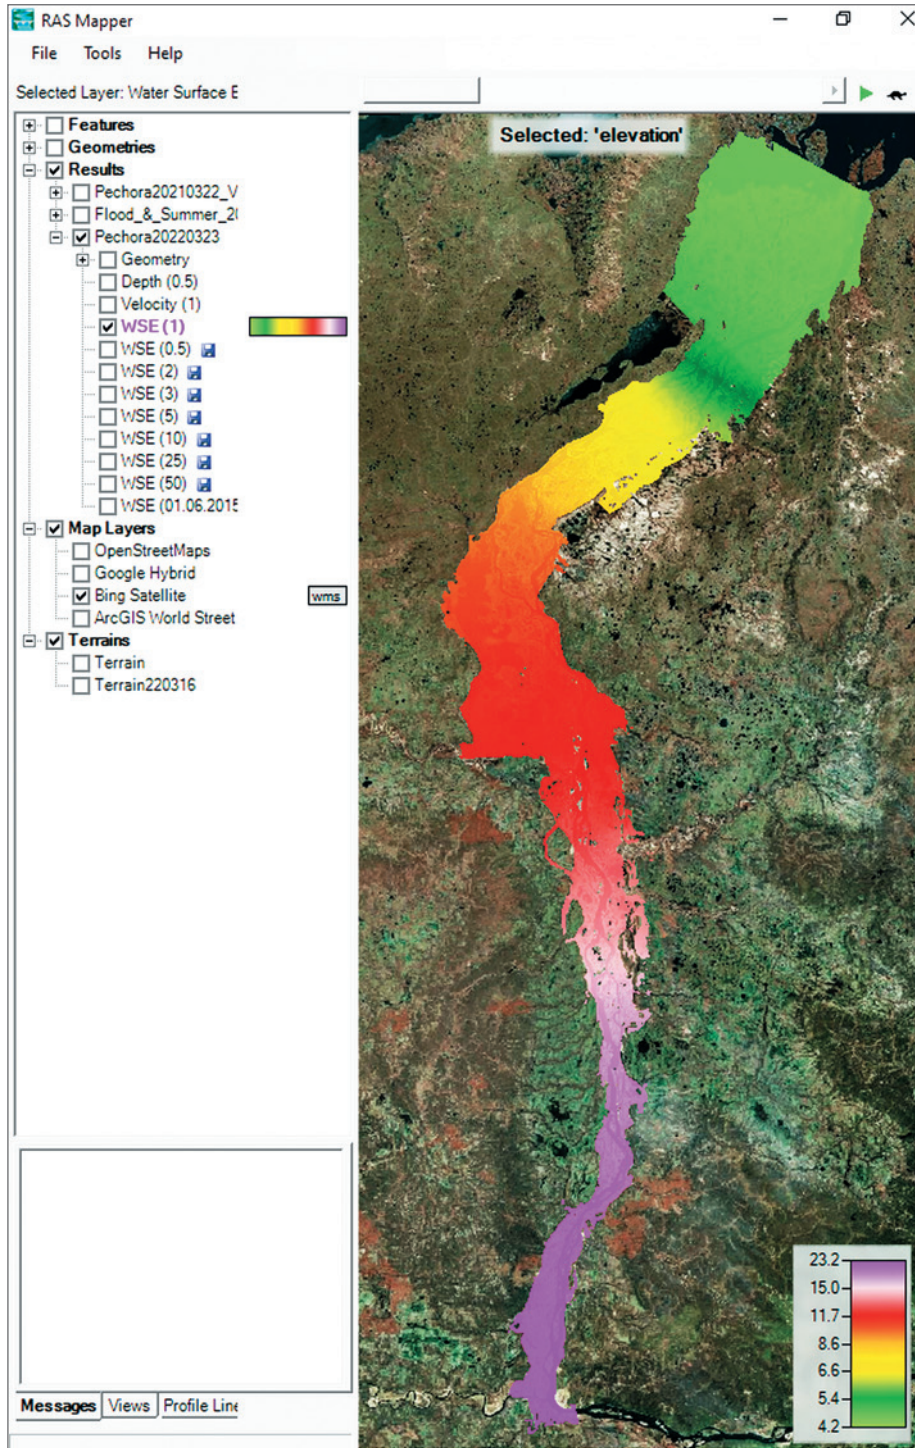 RAS Mapper
File Tools Help
Selected Layer: Water Surface E
Features
Geometries
Results
Pechora20210322_V
Flood_&_Summer_20
Pechora20220323
Geometry
Depth (0.5)
Velocity (1)
WSE (1)
WSE (0.5)
WSE (2)
WSE (3)
WSE (5)
WSE (10)
WSE (25)
WSE (50)
WSE (01.06.2015
Map Layers
OpenStreetMaps
Google Hybrid
Bing Satellite wms
ArcGIS World Street
Terrains
Terrain
Terrain220316
Messages Views Profile Line
Selected: 'elevation'
23.2
15.0
11.7
8.6
6.6
5.4
4.2